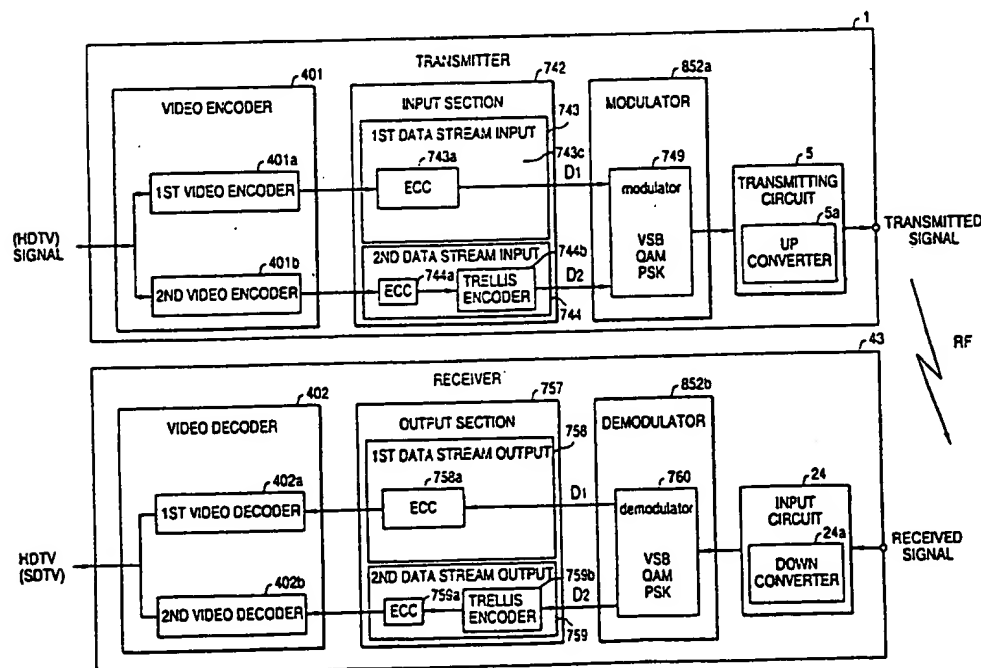 1
TRANSMITTER
401
VIDEO ENCODER
401a
1ST VIDEO ENCODER
401b
2ND VIDEO ENCODER
(HDTV)
SIGNAL
742
INPUT SECTION
743
1ST DATA STREAM INPUT
743a
743c
ECC
D1
2ND DATA STREAM INPUT
744b
744a
ECC
TRELLIS
ENCODER
D2
744
852a
MODULATOR
749
modulator
VSB
QAM
PSK
5
TRANSMITTING
CIRCUIT
5a
UP
CONVERTER
TRANSMITTED
SIGNAL
RF
43
RECEIVER
402
VIDEO DECODER
402a
1ST VIDEO DECODER
402b
2ND VIDEO DECODER
HDTV
(SDTV)
757
OUTPUT SECTION
758
1ST DATA STREAM OUTPUT
758a
ECC
D1
2ND DATA STREAM OUTPUT
759b
759a
ECC
TRELLIS
ENCODER
D2
759
852b
DEMODULATOR
760
demodulator
VSB
QAM
PSK
24
INPUT
CIRCUIT
24a
DOWN
CONVERTER
RECEIVED
SIGNAL